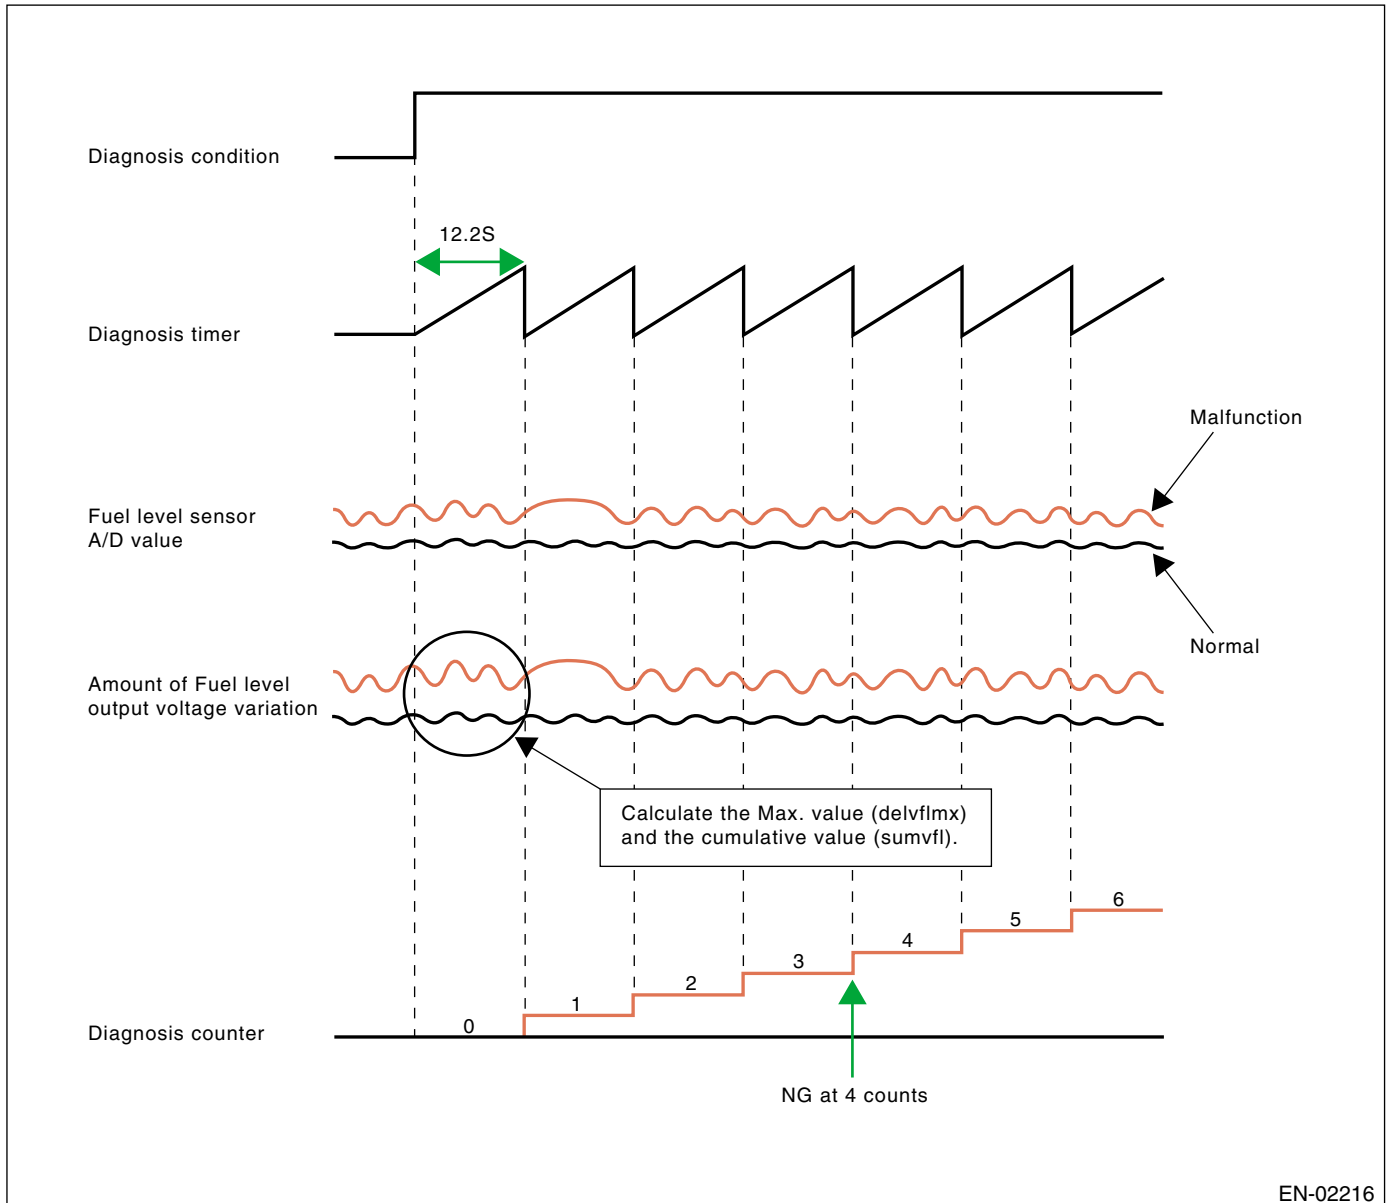 Diagnosis condition
12.2S
Diagnosis timer
Malfunction
Fuel level sensor
A/D value
Normal
Amount of Fuel level
output voltage variation
Calculate the Max. value (delvflmx)
and the cumulative value (sumvfl).
6
5
4
3
2
1
0
Diagnosis counter
NG at 4 counts
EN-02216